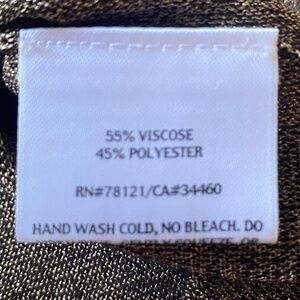 55% VISCOSE
45% POLYESTER
RN#78121/CA#34460
HAND WASH COLD, NO BLEACH. DO